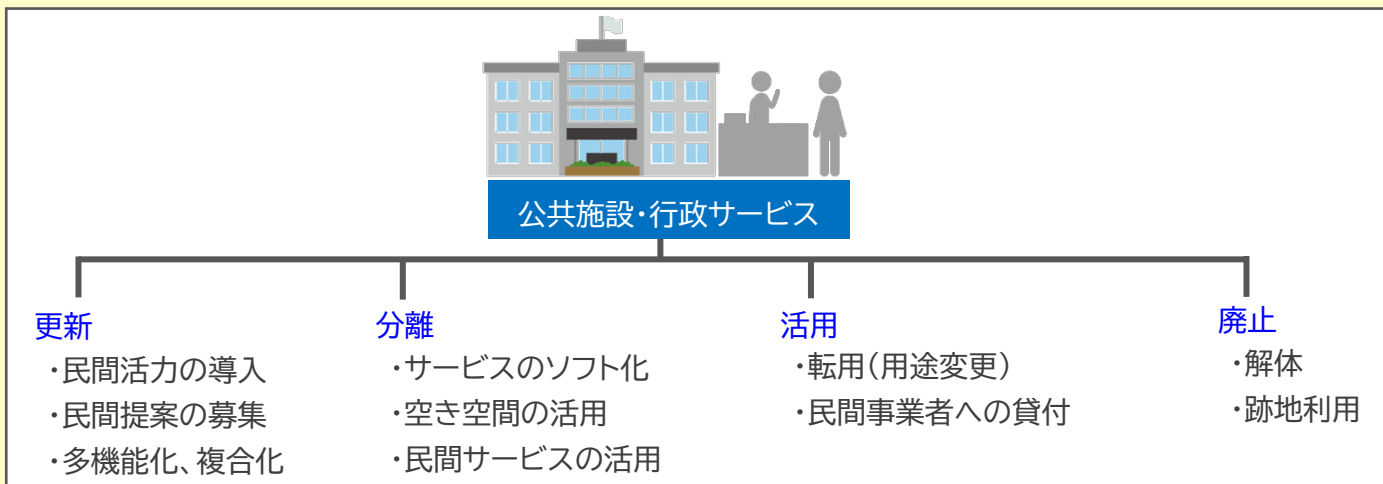 公共施設・行政サービス
更新
・民間活力の導入
・民間提案の募集
・多機能化、複合化
分離
・サービスのソフト化
・空き空間の活用
・民間サービスの活用
活用
・転用(用途変更)
・民間事業者への貸付
廃止
・解体
・跡地利用